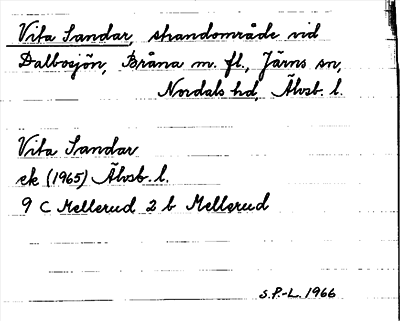 Vita Sandar, strandområde vid
Dalbosjön, Bråna m. fl., Järns sn,
Nordals hd, Älvsb. l.
Vita Sandar
ek (1965) Älvsb. l.
9 C Mellerud 2 b Mellerud
S.P.-L. 1966